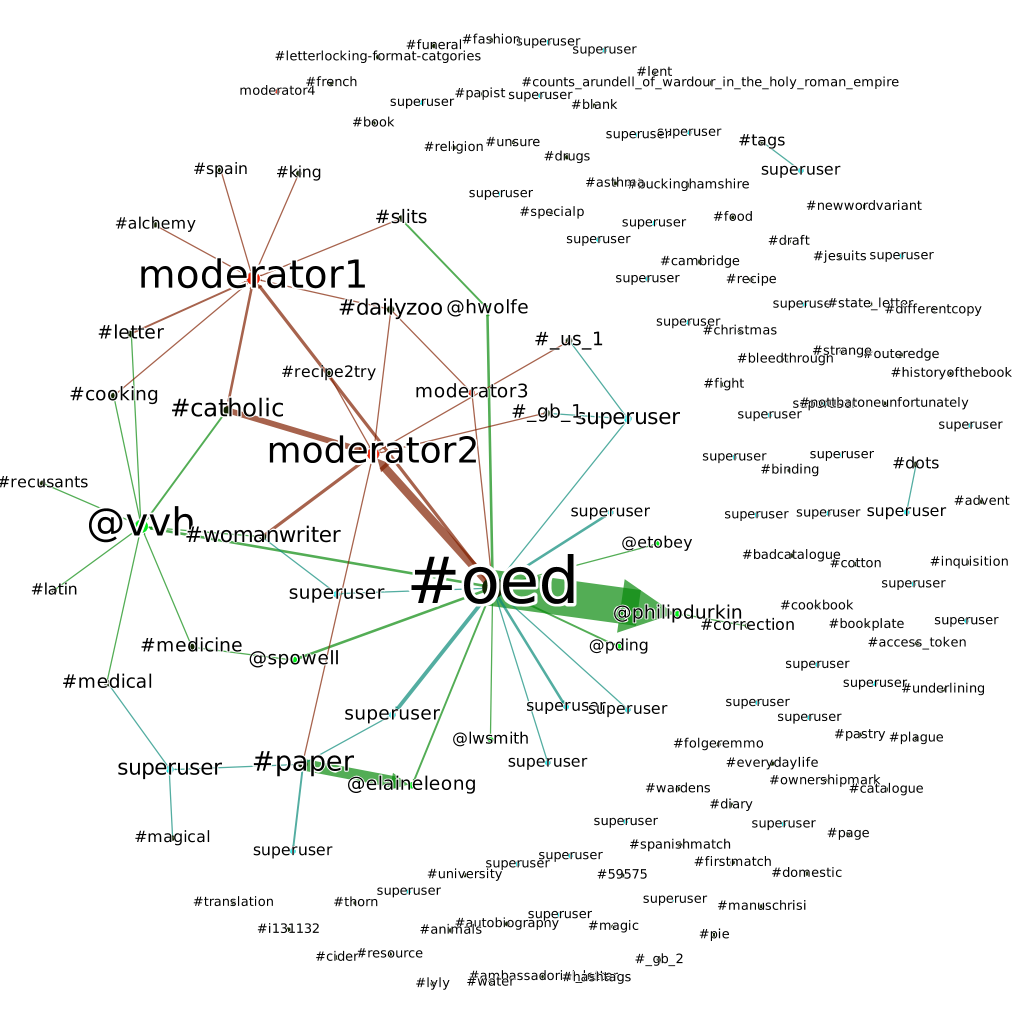 #fashion
superuser
#funeral
superuser
#letterlocking-format-catgories
#lent
#french
#counts_arundell_of_wardour_in_the_holy_roman_empire
moderator4
#papist
superuser
superuser
#blank
#book
superuser
superuser
#tags
#unsure
#religion
#drugs
#spain
superuser
#king
#asthma
#buckinghamshire
superuser
#newwordvariant
#specialp
#slits
#food
#alchemy
superuser
superuser
#draft
#jesuits
superuser
#cambridge
moderator1
superuser
#recipe
superuser
#state_letter
#dailyzoo
@hwolfe
#differentcopy
superuser
#letter
#christmas
#_us_1
#strange
#outeredge
#bleedthrough
#recipe2try
#historyofthebook
#fight
moderator3
#cooking
#catholic
#_gb_1
superuser
superuser
superuser
moderator2
superuser
superuser
#dots
#binding
#recusants
#advent
superuser
superuser
superuser
superuser
@vvh
#womanwriter
@etobey
#badcatalogue
#cotton
#inquisition
#oed
superuser
#latin
superuser
#cookbook
@philipdurkin
superuser
#correction
#bookplate
#access_token
#medicine
@pding
@spowell
superuser
#medical
superuser
#underlining
superuser
superuser
superuser
superuser
superuser
#pastry
#plague
@lwsmith
#folgeremmo
#paper
superuser
#everydaylife
superuser
#ownershipmark
@elaineleong
#wardens
#catalogue
#diary
superuser
superuser
#magical
#page
#spanishmatch
superuser
superuser
superuser
#firstmatch
#university
#59575
#domestic
superuser
#translation
#thorn
superuser
#manuschrisi
superuser
#autobiography
#magic
#i131132
#animals
#pie
#cider
#resource
#_gb_2
#hashtags
#lyly
#water